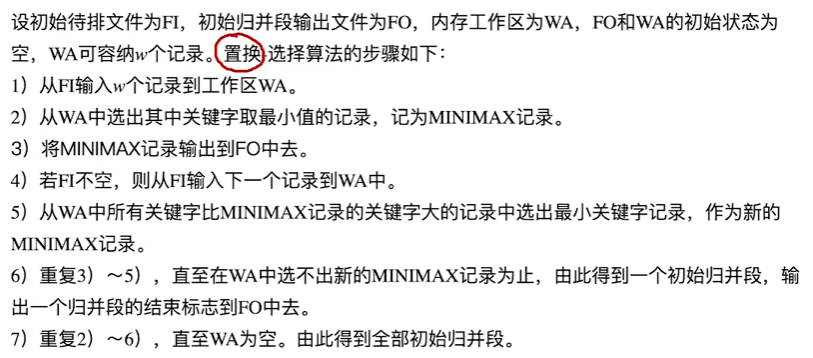 设初始待排文件为FI，初始归并段输出文件为FO，内存工作区为WA，FO和WA的初始状态为
空，WA可容纳w个记录。置换-选择算法的步骤如下：
1）从FI输入w个记录到工作区WA。
2）从WA中选出其中关键字取最小值的记录，记为MINIMAX记录。
3）将MINIMAX记录输出到FO中去。
4）若FI不空，则从FI输入下一个记录到WA中。
5）从WA中所有关键字比MINIMAX记录的关键字大的记录中选出最小关键字记录，作为新的
MINIMAX记录。
6）重复3）～5），直至在WA中选不出新的MINIMAX记录为止，由此得到一个初始归并段，输
出一个归并段的结束标志到FO中去。
7）重复2）～6），直至WA为空。由此得到全部初始归并段。